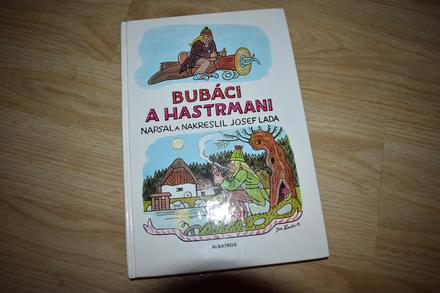 BUBÁCI
A HASTRMANI
NAPSAL A NAKRESLIL JOSEF LADA
ALBATROS